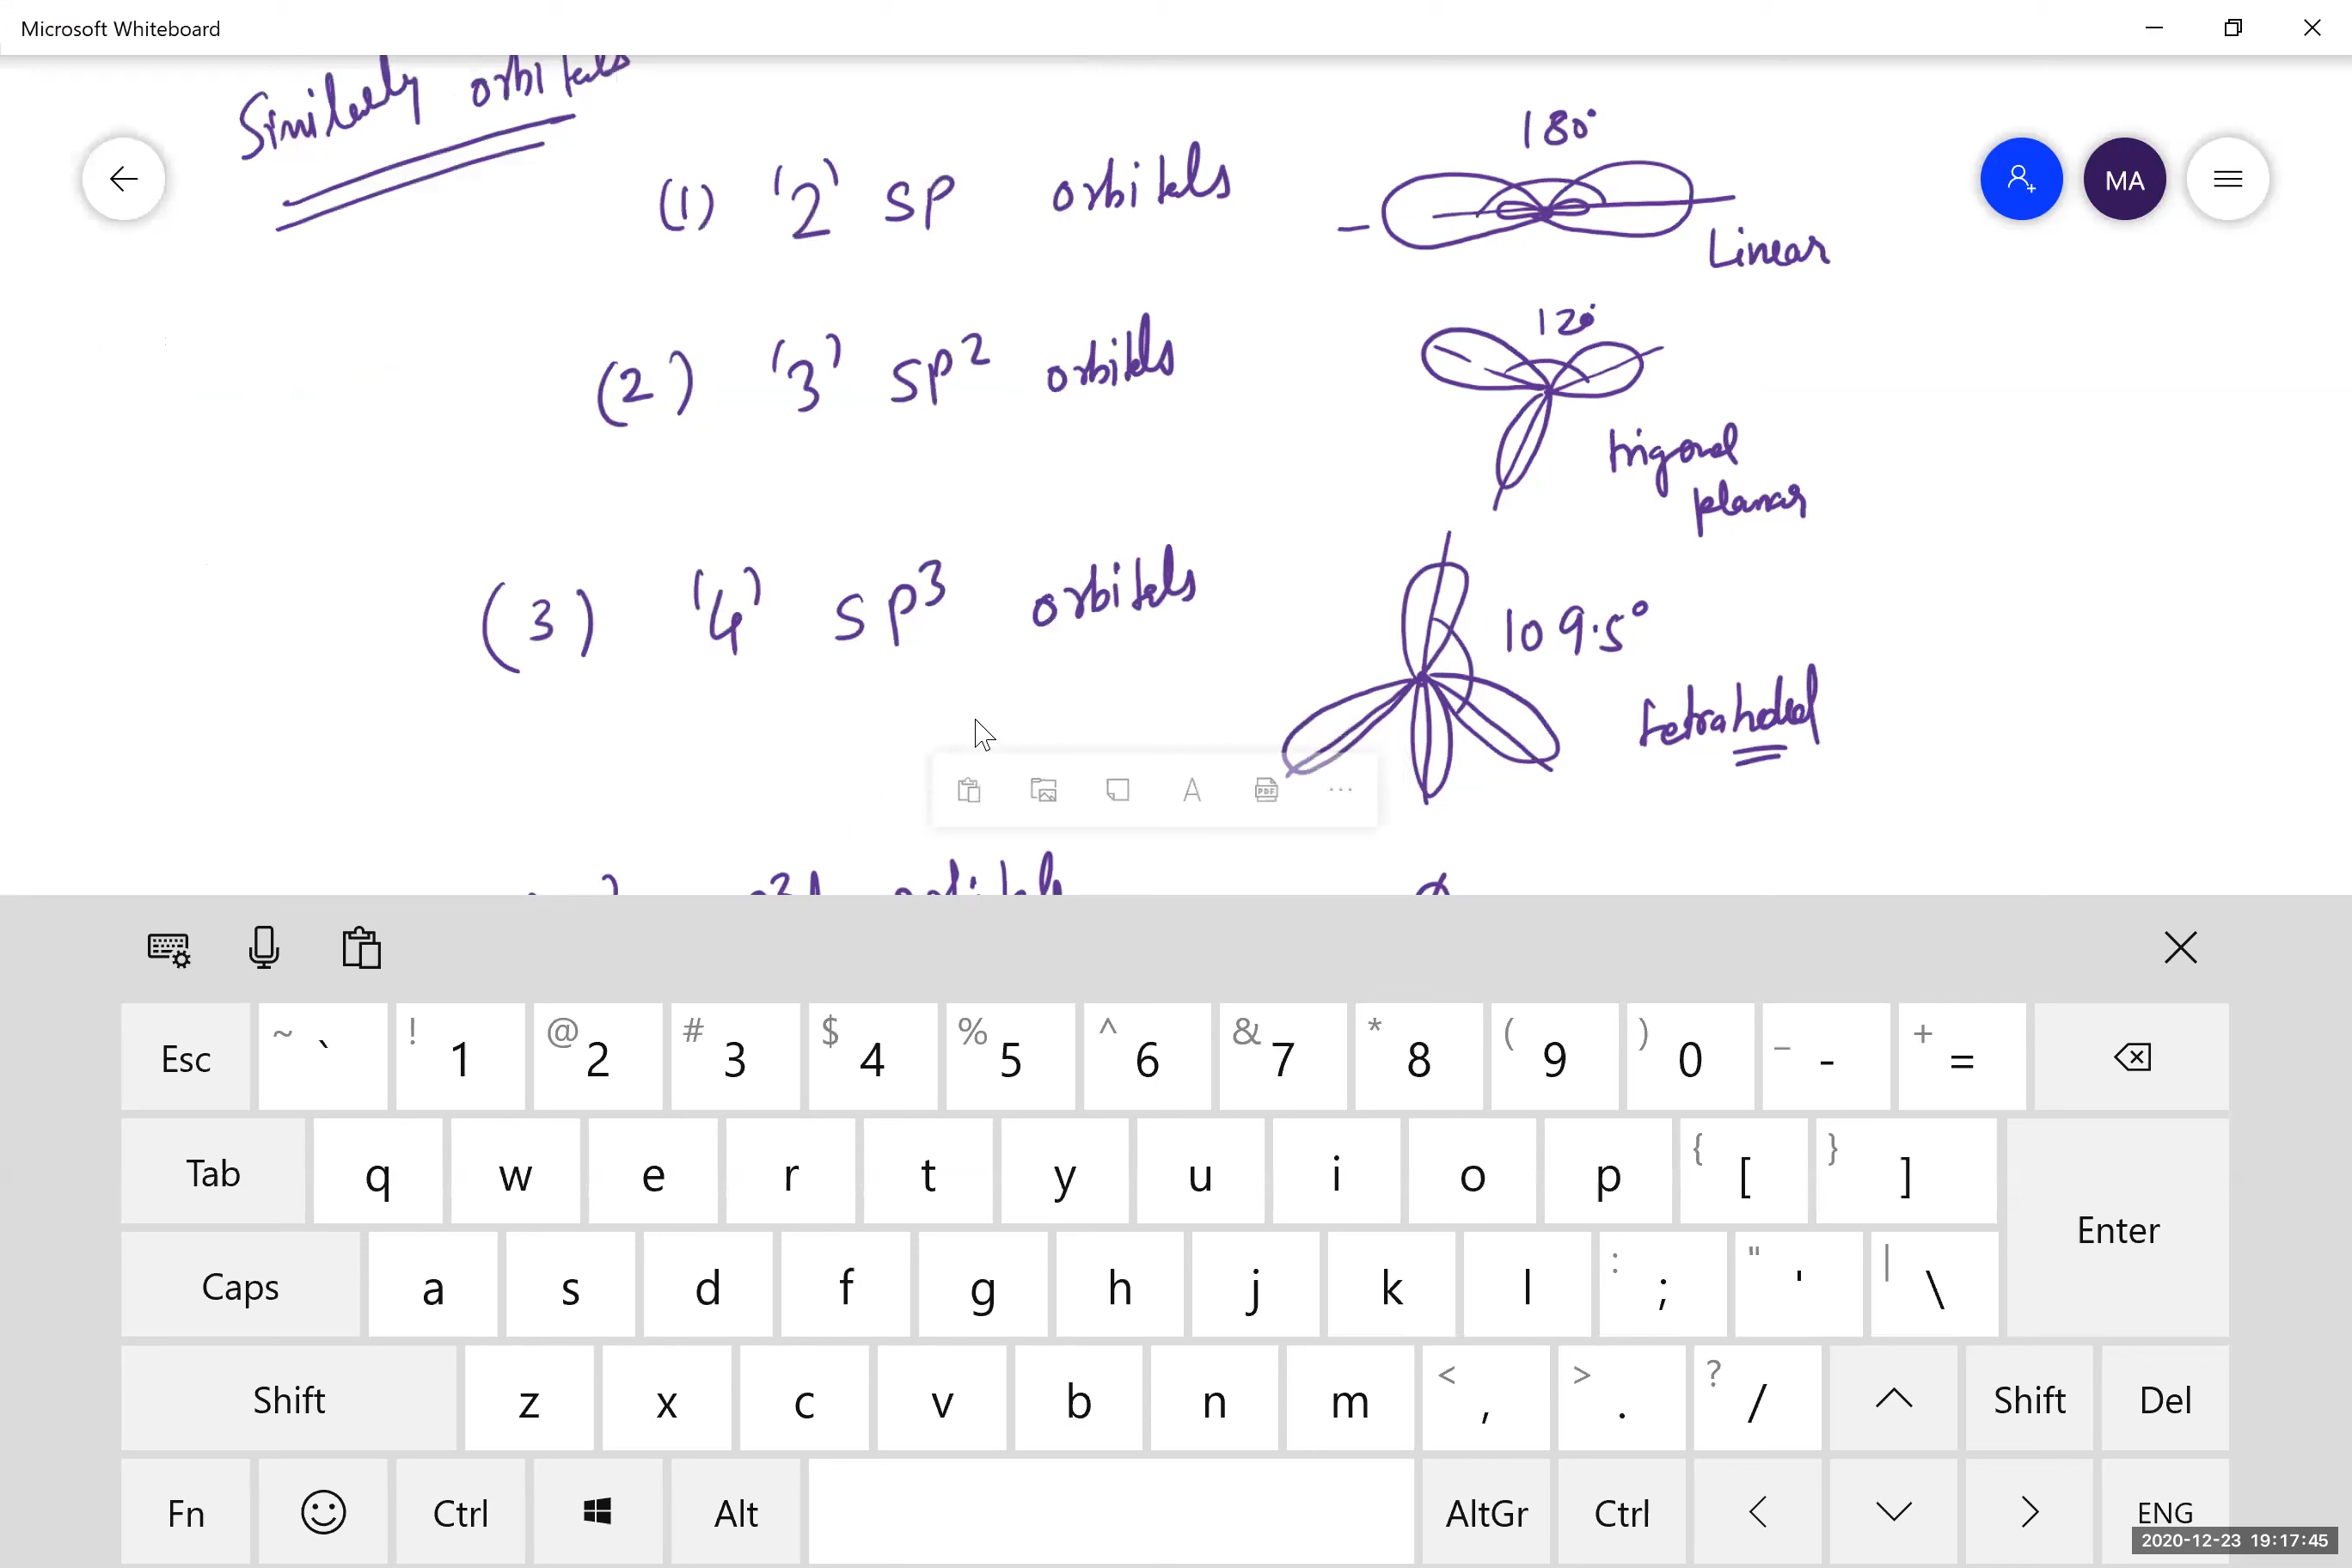 Microsoft Whiteboard
Similarly orbitals
180°
(1) '2' sp orbitals
MA
Linear
120°
(2) '3' sp² orbitals
trigonal
planar
(3) '4' sp³ orbitals
109.5°
tetrahedral
A
PDF
Esc ~ ` ! 1 @ 2 # 3 $ 4 % 5 ^ 6 & 7 * 8 ( 9 ) 0 _ - + =
Tab q w e r t y u i o p { [ } ]
Enter
Caps a s d f g h j k l : ; " ' | \
Shift z x c v b n m < , > . ? / Shift Del
Fn Ctrl Alt AltGr Ctrl ENG
2020-12-23 19:17:45